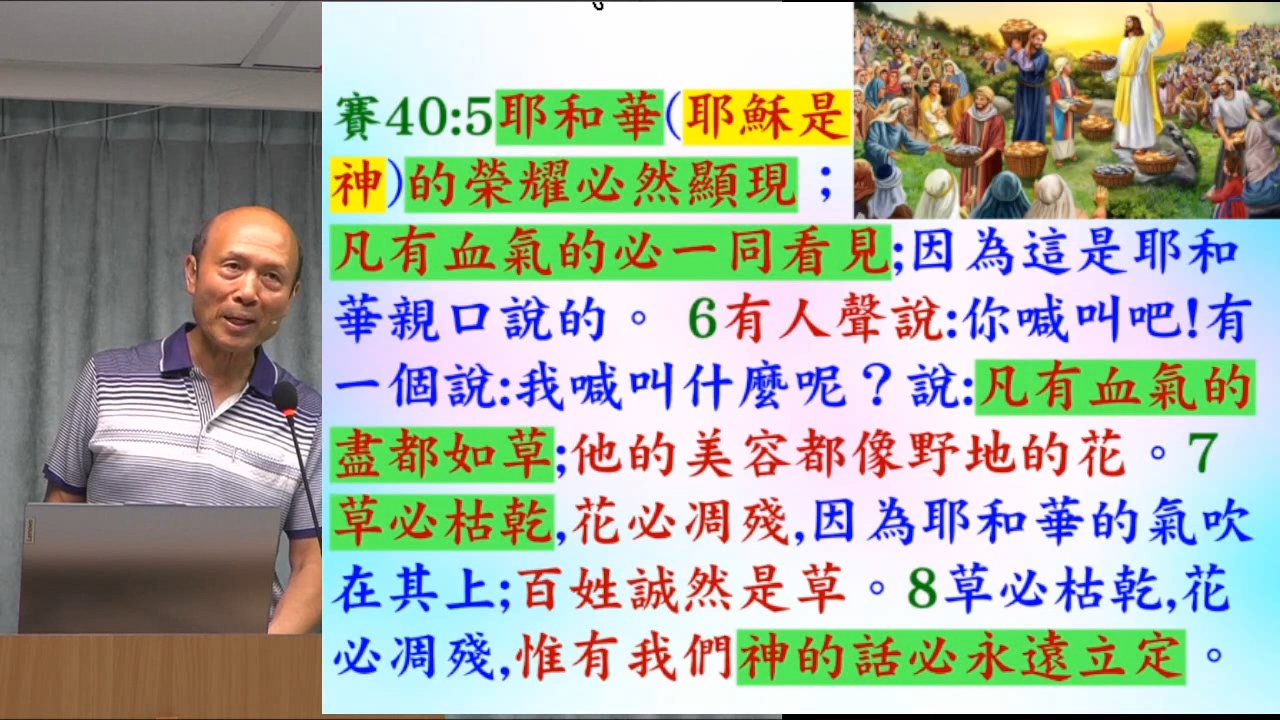 賽40:5耶和華(耶穌是
神)的榮耀必然顯現；
凡有血氣的必一同看見;因為這是耶和
華親口說的。 6有人聲說:你喊叫吧!有
一個說:我喊叫什麼呢？說:凡有血氣的
盡都如草;他的美容都像野地的花。7
草必枯乾,花必凋殘,因為耶和華的氣吹
在其上;百姓誠然是草。8草必枯乾,花
必凋殘,惟有我們神的話必永遠立定。
Lenovo